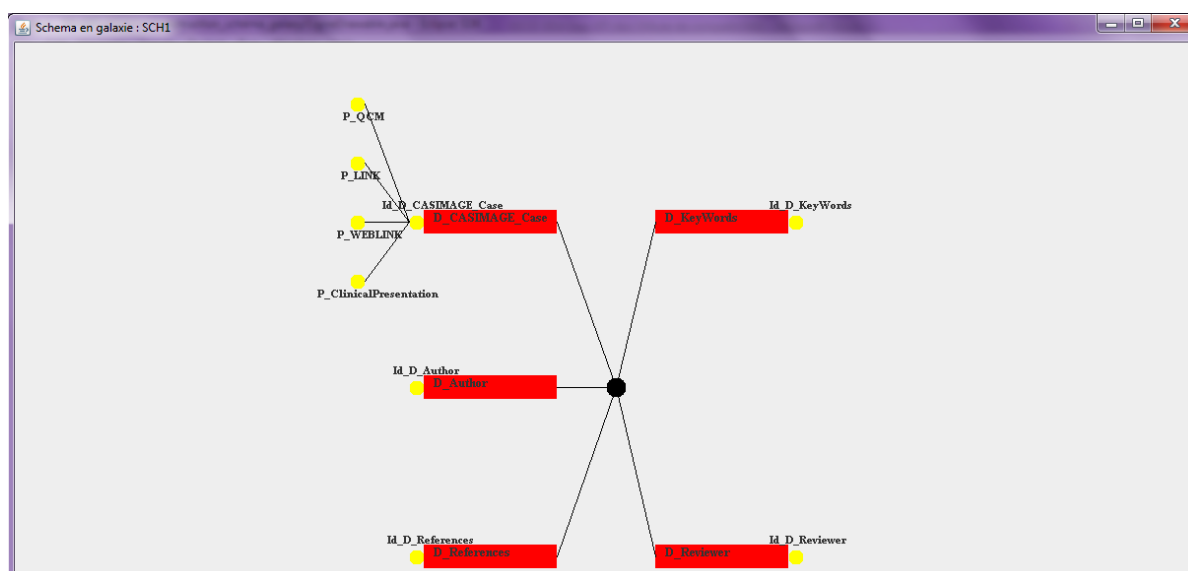 Schema en galaxie : SCH1
P_QCM
P_LINK
Id_D_CASIMAGE_Case
Id_D_KeyWords
D_CASIMAGE_Case
D_KeyWords
P_WEBLINK
P_ClinicalPresentation
Id_D_Author
D_Author
Id_D_References
Id_D_Reviewer
D_References
D_Reviewer